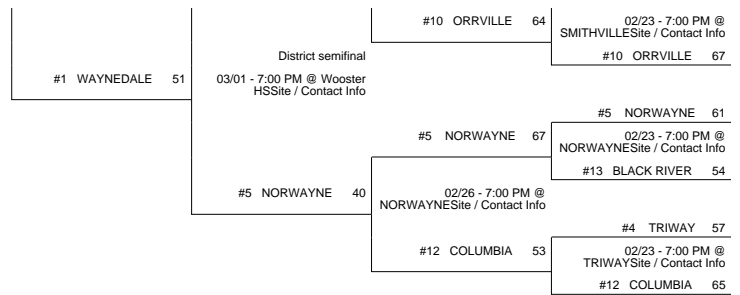 #10 ORRVILLE 64
02/23 - 7:00 PM @
SMITHVILLESite / Contact Info
#10 ORRVILLE 67
District semifinal
#1 WAYNEDALE 51
03/01 - 7:00 PM @ Wooster
HSSite / Contact Info
#5 NORWAYNE 61
#5 NORWAYNE 67
02/23 - 7:00 PM @
NORWAYNESite / Contact Info
#13 BLACK RIVER 54
#5 NORWAYNE 40
02/26 - 7:00 PM @
NORWAYNESite / Contact Info
#4 TRIWAY 57
#12 COLUMBIA 53
02/23 - 7:00 PM @
TRIWAYSite / Contact Info
#12 COLUMBIA 65